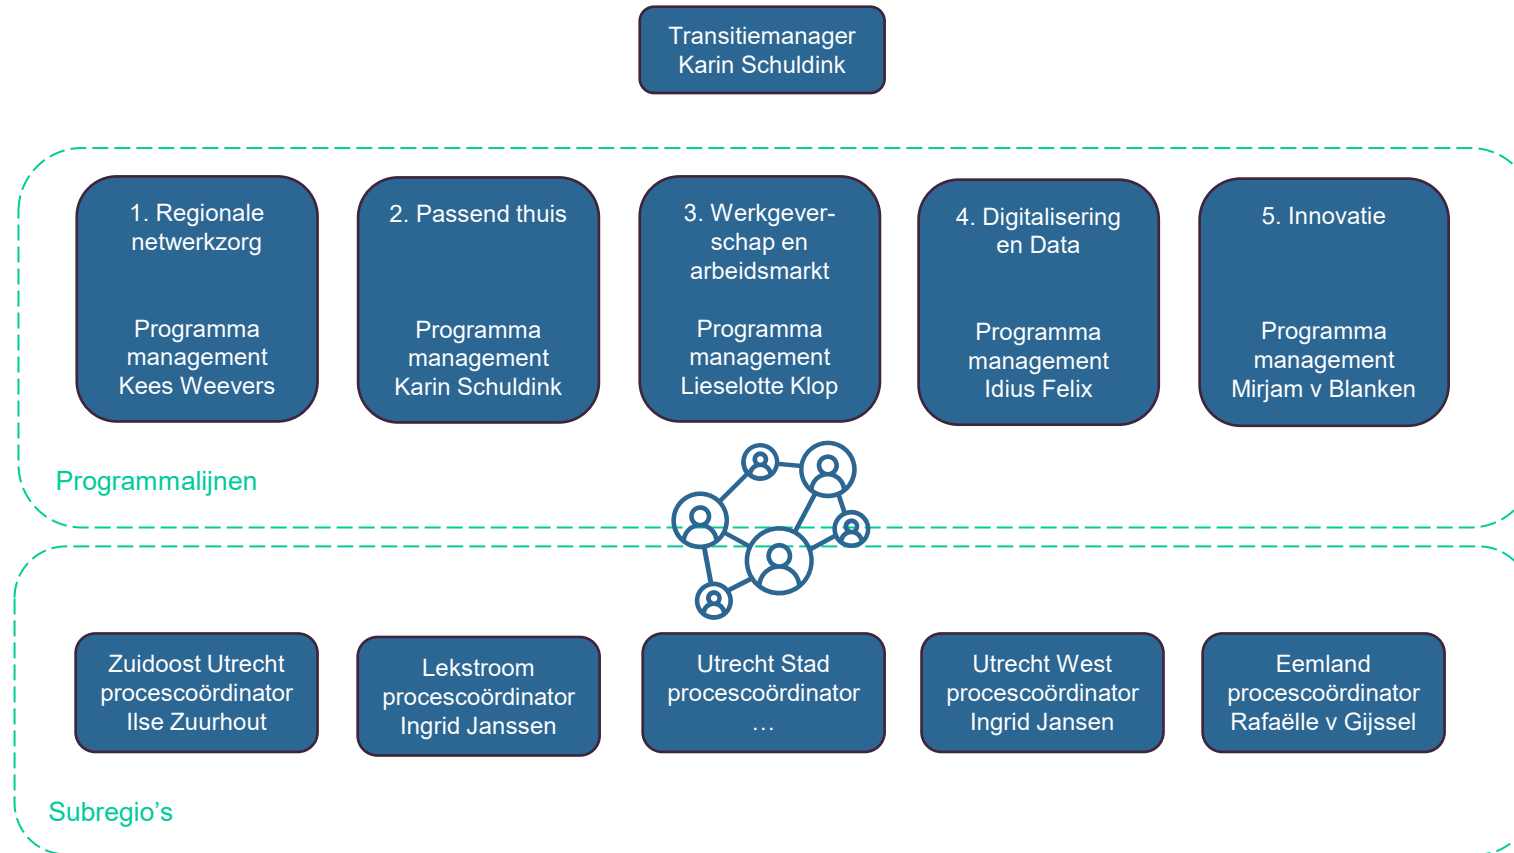 Transitiemanager
Karin Schuldink
1. Regionale
netwerkzorg
Programma
management
Kees Weevers
2. Passend thuis
Programma
management
Karin Schuldink
3. Werkgever-
schap en
arbeidsmarkt
Programma
management
Lieselotte Klop
4. Digitalisering
en Data
Programma
management
Idius Felix
5. Innovatie
Programma
management
Mirjam v Blanken
Programmalijnen
Zuidoost Utrecht
procescoördinator
Ilse Zuurhout
Lekstroom
procescoördinator
Ingrid Janssen
Utrecht Stad
procescoördinator
…
Utrecht West
procescoördinator
Ingrid Jansen
Eemland
procescoördinator
Rafaëlle v Gijssel
Subregio’s